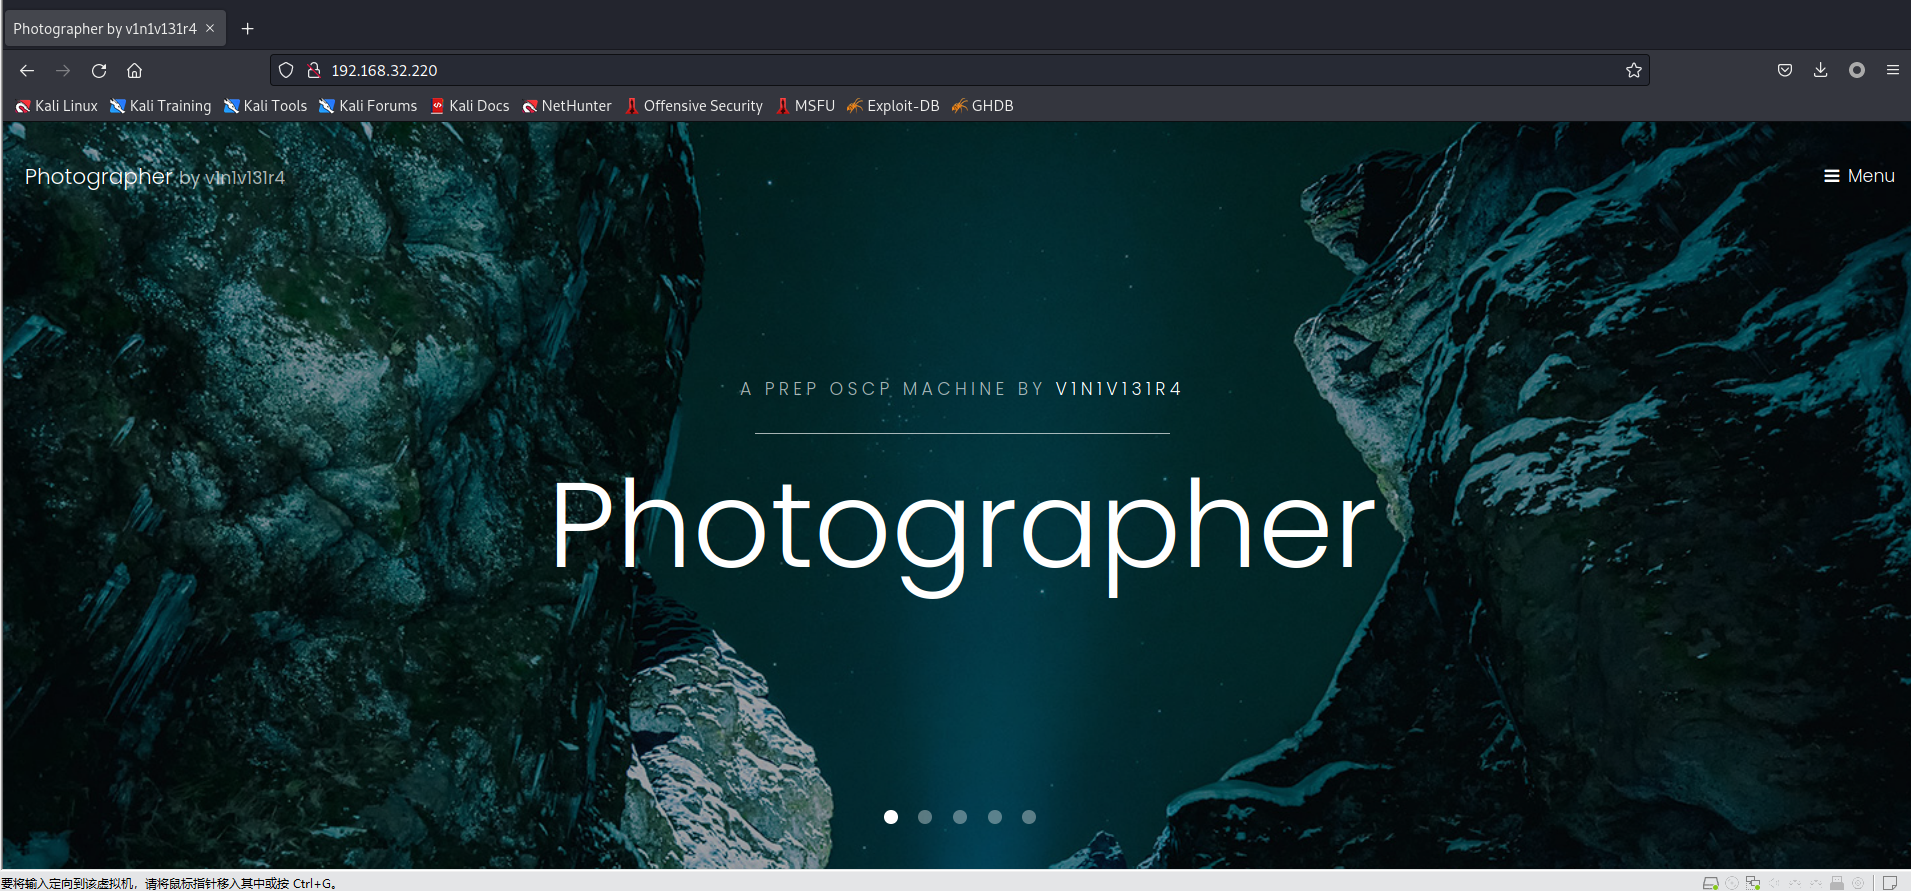 Photographer by v1n1v131r4
192.168.32.220
Kali Linux Kali Training Kali Tools Kali Forums Kali Docs NetHunter Offensive Security MSFU Exploit-DB GHDB
Photographer by v1n1v131r4
Menu
A PREP OSCP MACHINE BY V1N1V131R4
Photographer
要将输入定向到该虚拟机，请将鼠标指针移入其中或按 Ctrl+G。